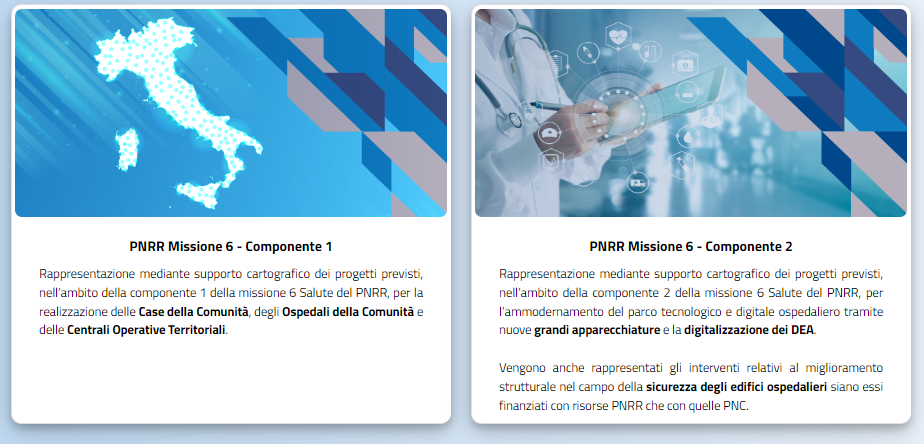 PNRR Missione 6 - Componente 1
Rappresentazione mediante supporto cartografico dei progetti previsti,
nell'ambito della componente 1 della missione 6 Salute del PNRR, per la
realizzazione delle Case della Comunità, degli Ospedali della Comunità e
delle Centrali Operative Territoriali.
PNRR Missione 6 - Componente 2
Rappresentazione mediante supporto cartografico dei progetti previsti,
nell'ambito della componente 2 della missione 6 Salute del PNRR, per
l'ammodernamento del parco tecnologico e digitale ospedaliero tramite
nuove grandi apparecchiature e la digitalizzazione dei DEA.
Vengono anche rappresentati gli interventi relativi al miglioramento
strutturale nel campo della sicurezza degli edifici ospedalieri siano essi
finanziati con risorse PNRR che con quelle PNC.